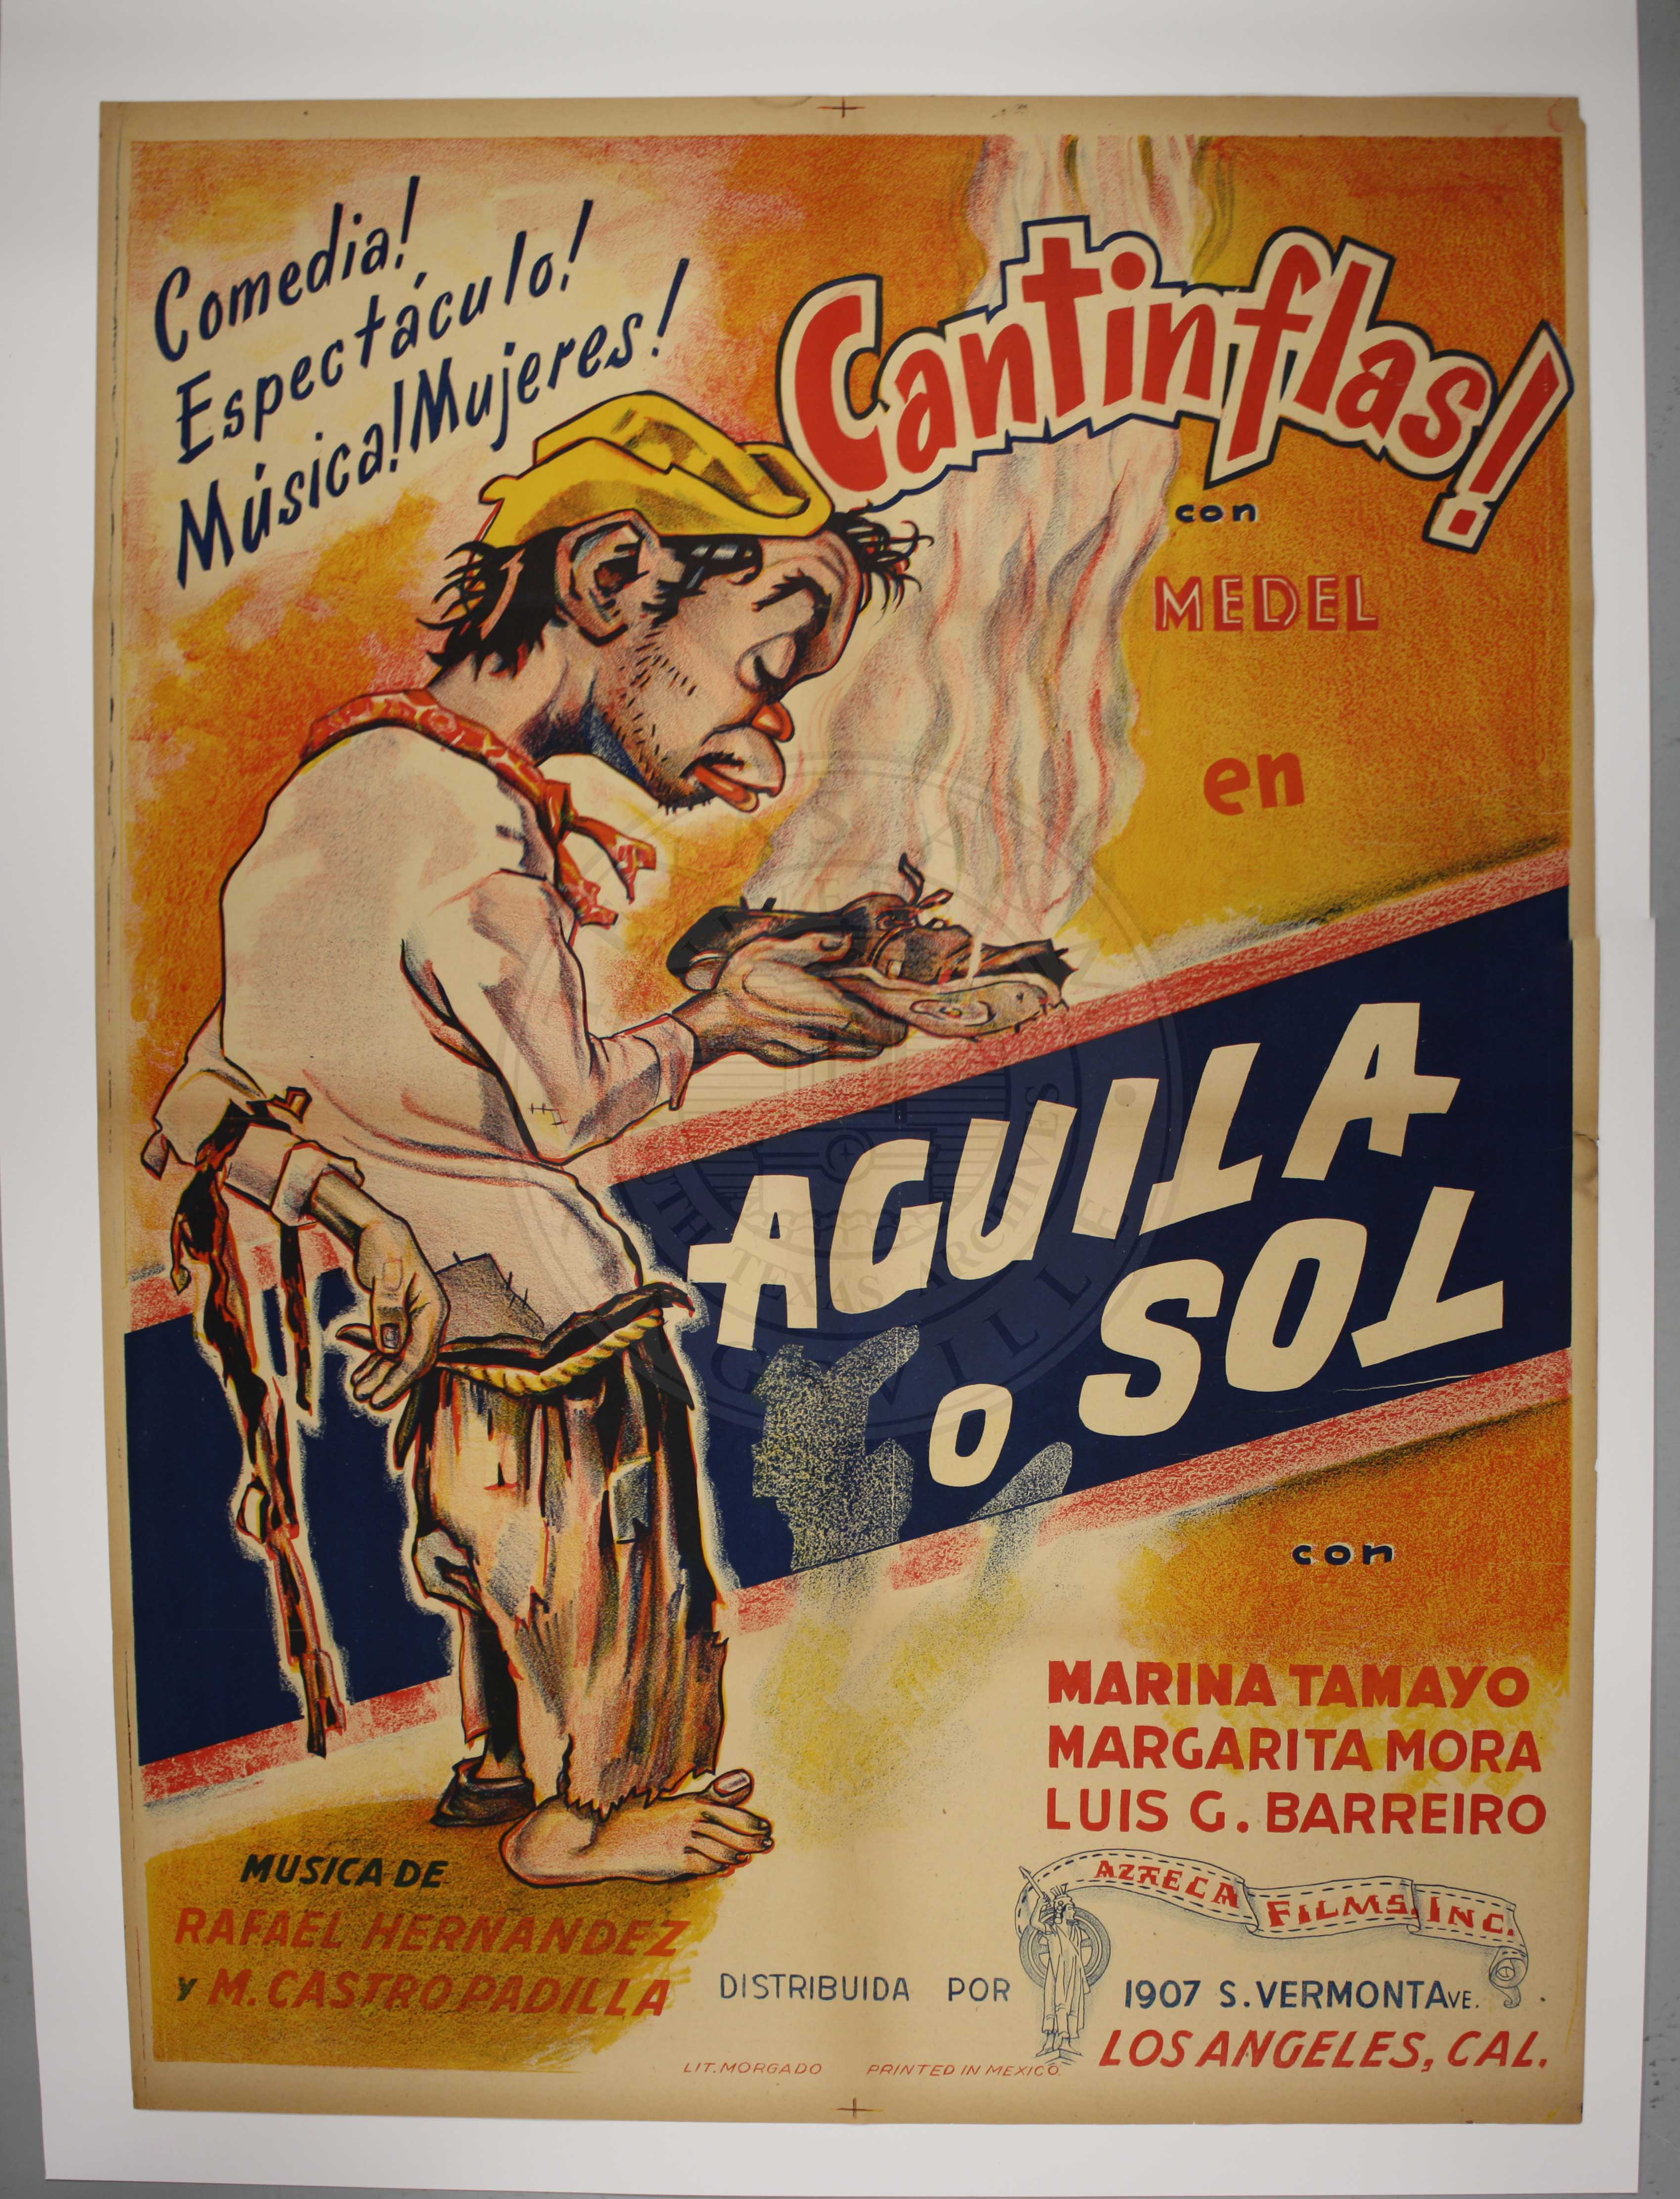 Comedia!
Espectáculo!
Música! Mujeres!
Cantinflas!
con
MEDEL
en
AGUILA
o SOL
con
MARINA TAMAYO
MARGARITA MORA
LUIS G. BARREIRO
MUSICA DE
RAFAEL HERNANDEZ
y M. CASTRO PADILLA
DISTRIBUIDA POR
AZTECA FILMS, INC.
1907 S. VERMONT AVE.
LOS ANGELES, CAL.
LIT. MORGADO PRINTED IN MEXICO